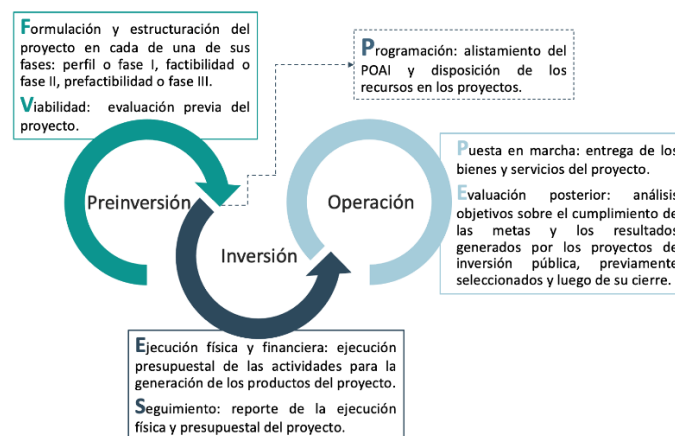 Formulación y estructuración del
proyecto en cada de una de sus
fases: perfil o fase I, factibilidad o
fase II, prefactibilidad o fase III.
Viabilidad: evaluación previa del
proyecto.
Programación: alistamiento del
POAI y disposición de los
recursos en los proyectos.
Preinversión
Inversión
Operación
Puesta en marcha: entrega de los
bienes y servicios del proyecto.
Evaluación posterior: análisis
objetivos sobre el cumplimiento de
las metas y los resultados
generados por los proyectos de
inversión pública, previamente
seleccionados y luego de su cierre.
Ejecución física y financiera: ejecución
presupuestal de las actividades para la
generación de los productos del proyecto.
Seguimiento: reporte de la ejecución
física y presupuestal del proyecto.